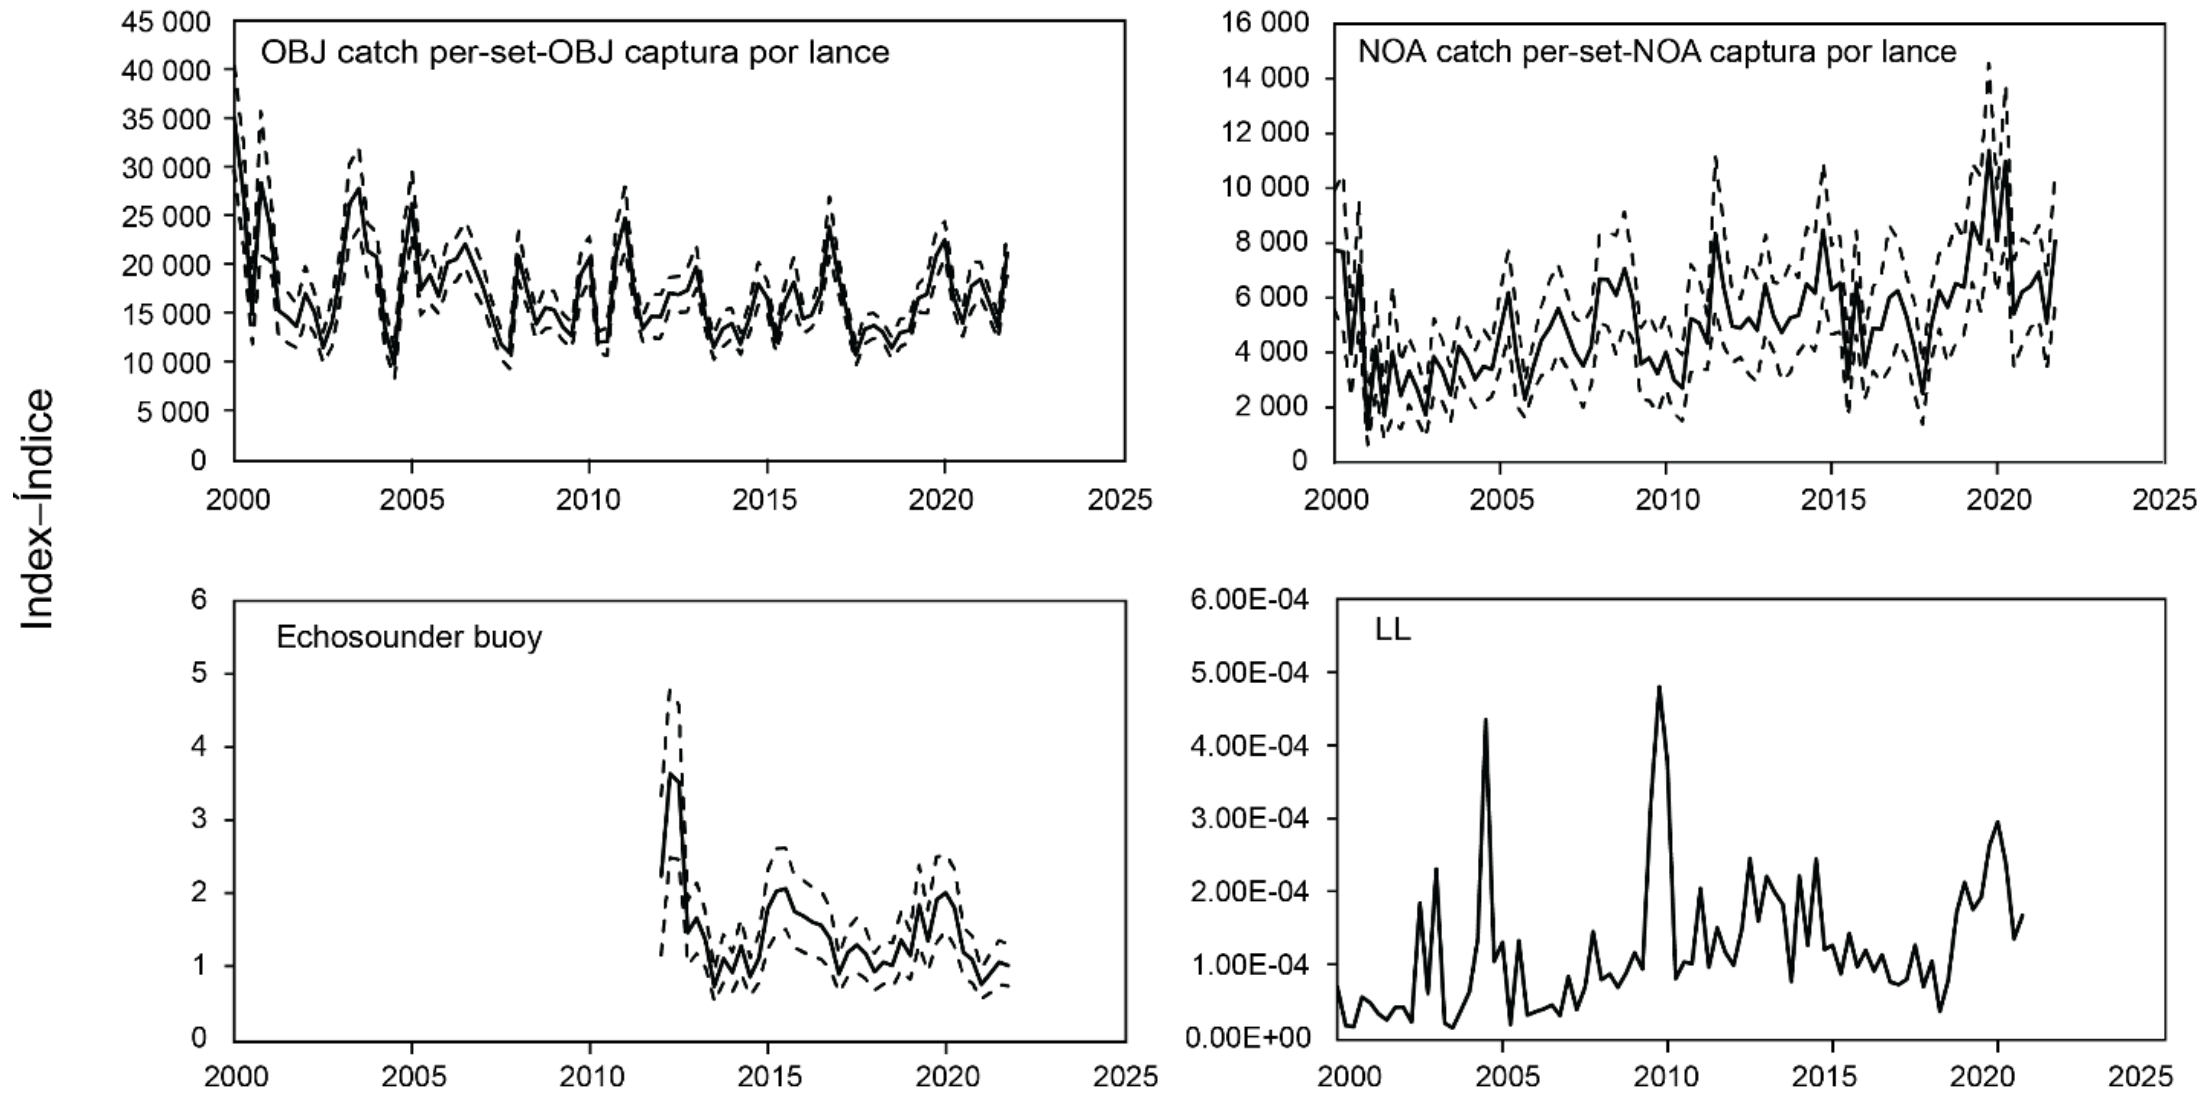 Index–Índice
OBJ catch per-set-OBJ captura por lance
45 000
40 000
35 000
30 000
25 000
20 000
15 000
10 000
5 000
0
2000 2005 2010 2015 2020 2025
NOA catch per-set-NOA captura por lance
16 000
14 000
12 000
10 000
8 000
6 000
4 000
2 000
0
2000 2005 2010 2015 2020 2025
Echosounder buoy
6
5
4
3
2
1
0
2000 2005 2010 2015 2020 2025
LL
6.00E-04
5.00E-04
4.00E-04
3.00E-04
2.00E-04
1.00E-04
0.00E+00
2000 2005 2010 2015 2020 2025